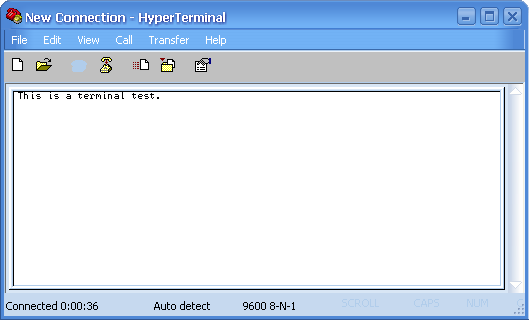 New Connection - HyperTerminal
File Edit View Call Transfer Help
This is a terminal test.
Connected 0:00:36 Auto detect 9600 8-N-1 SCROLL CAPS NUM